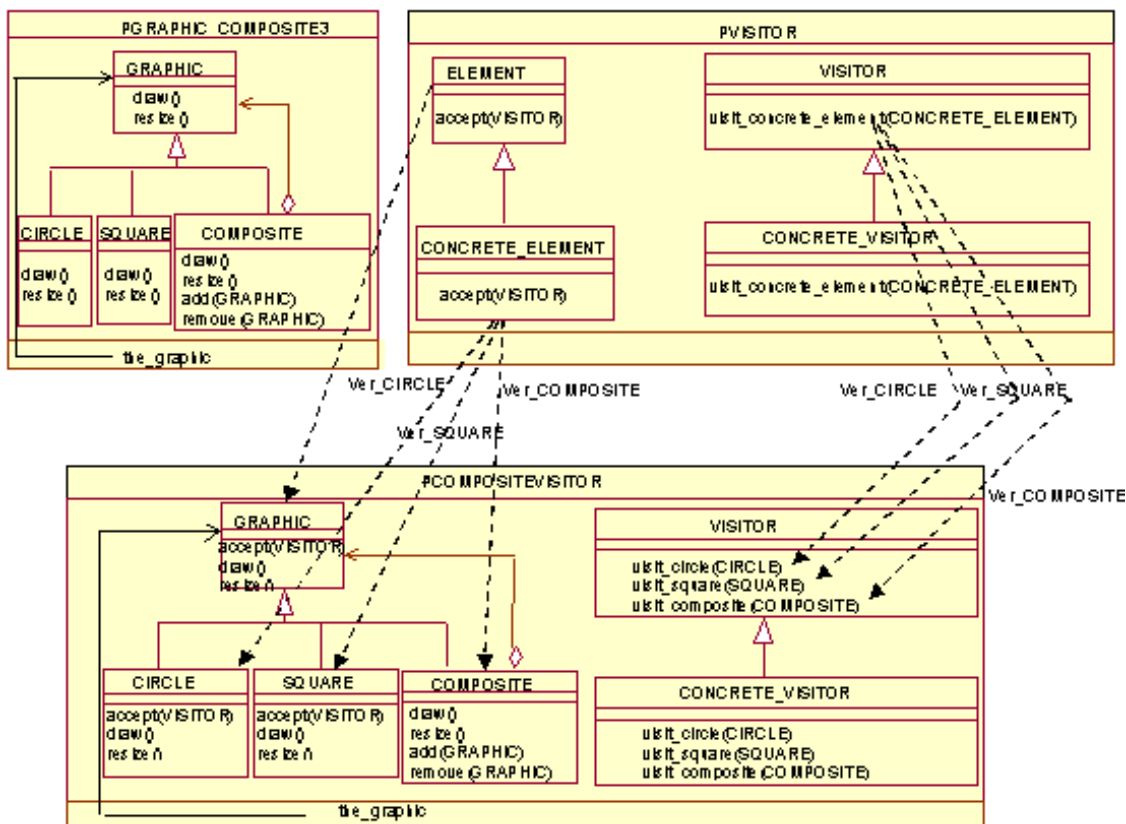 PGRAPHIC_COMPOSITE3
GRAPHIC
draw()
resize()
CIRCLE
draw()
resize()
SQUARE
draw()
resize()
COMPOSITE
draw()
resize()
add(GRAPHIC)
remove(GRAPHIC)
the_graphic
PVISITOR
ELEMENT
accept(VISITOR)
VISITOR
visit_concrete_element(CONCRETE_ELEMENT)
CONCRETE_ELEMENT
accept(VISITOR)
CONCRETE_VISITOR
visit_concrete_element(CONCRETE_ELEMENT)
Ver_CIRCLE
Ver_COMPOSITE
Ver_SQUARE
Ver_CIRCLE
Ver_SQUARE
Ver_COMPOSITE
PCOMPOSITEVISITOR
GRAPHIC
accept(VISITOR)
draw()
resize()
VISITOR
visit_circle(CIRCLE)
visit_square(SQUARE)
visit_composite(COMPOSITE)
CIRCLE
accept(VISITOR)
draw()
resize()
SQUARE
accept(VISITOR)
draw()
resize()
COMPOSITE
draw()
resize()
add(GRAPHIC)
remove(GRAPHIC)
CONCRETE_VISITOR
visit_circle(CIRCLE)
visit_square(SQUARE)
visit_composite(COMPOSITE)
the_graphic